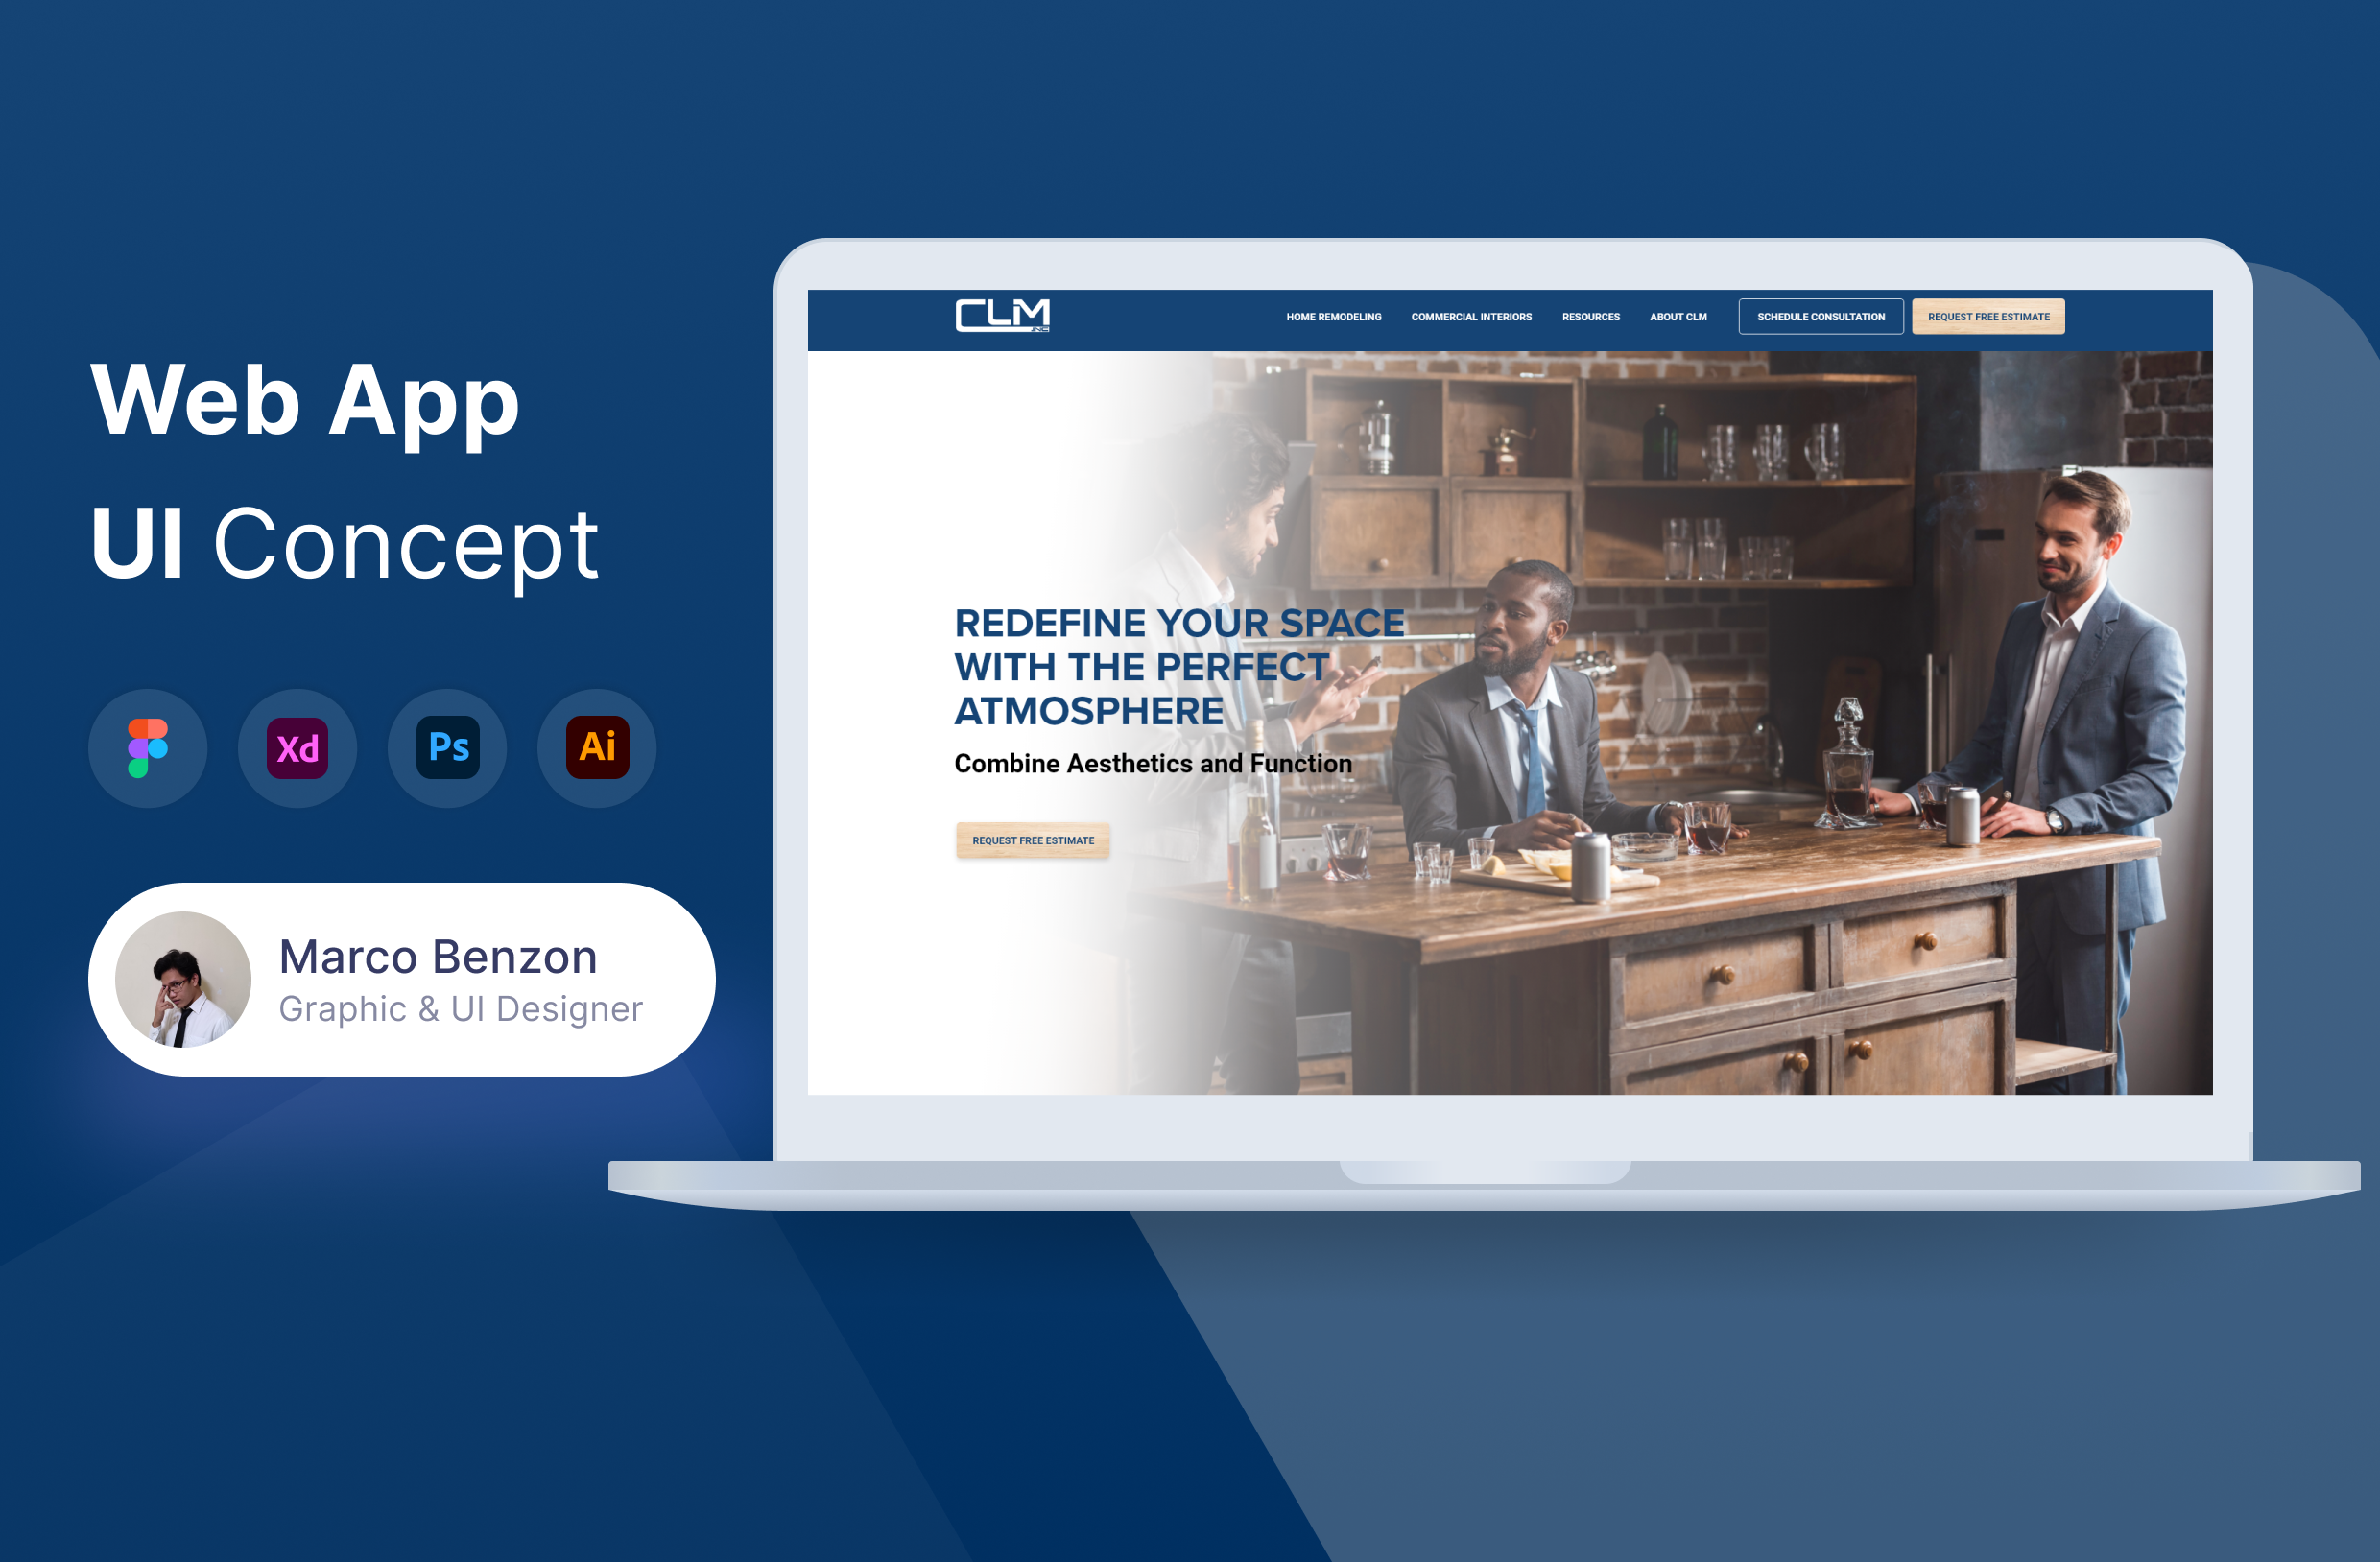 Web App
UI Concept
Xd
Ps
Ai
Marco Benzon
Graphic & UI Designer
CLM
INC
HOME REMODELING
COMMERCIAL INTERIORS
RESOURCES
ABOUT CLM
SCHEDULE CONSULTATION
REQUEST FREE ESTIMATE
REDEFINE YOUR SPACE
WITH THE PERFECT
ATMOSPHERE
Combine Aesthetics and Function
REQUEST FREE ESTIMATE